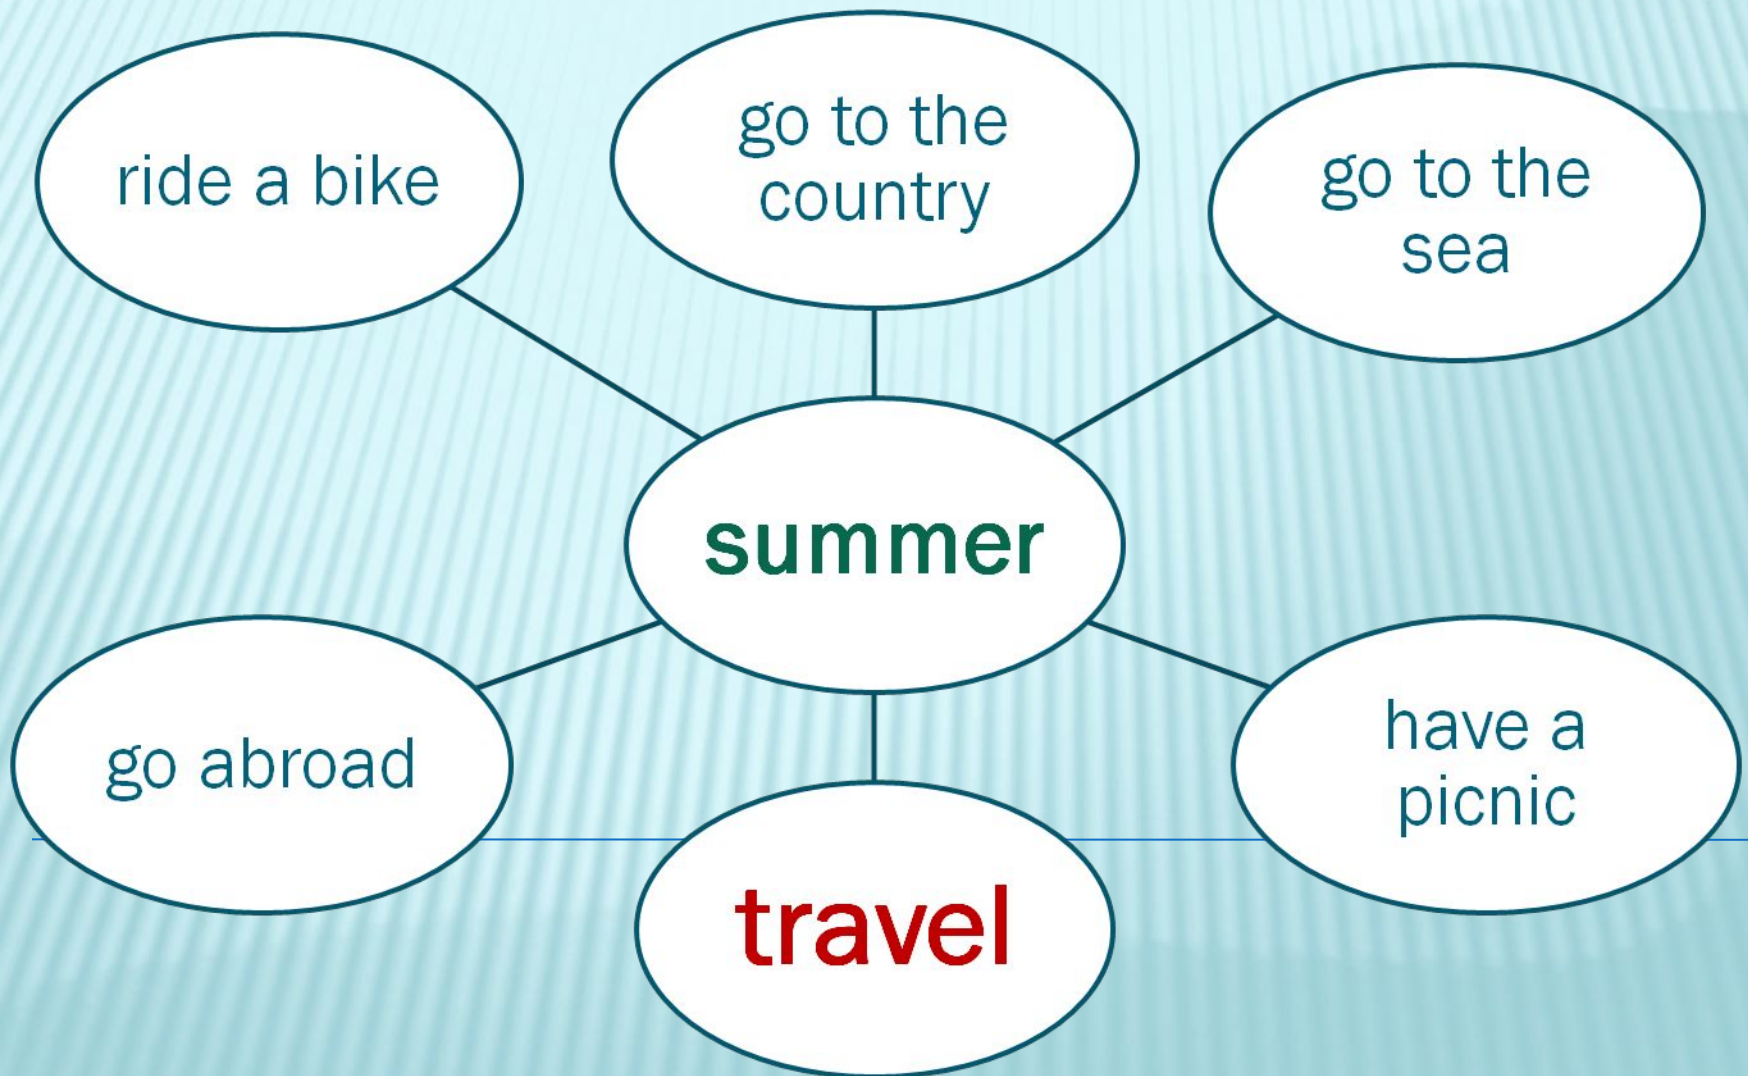 ride a bike
go to the
country
go to the
sea
summer
go abroad
have a
picnic
travel